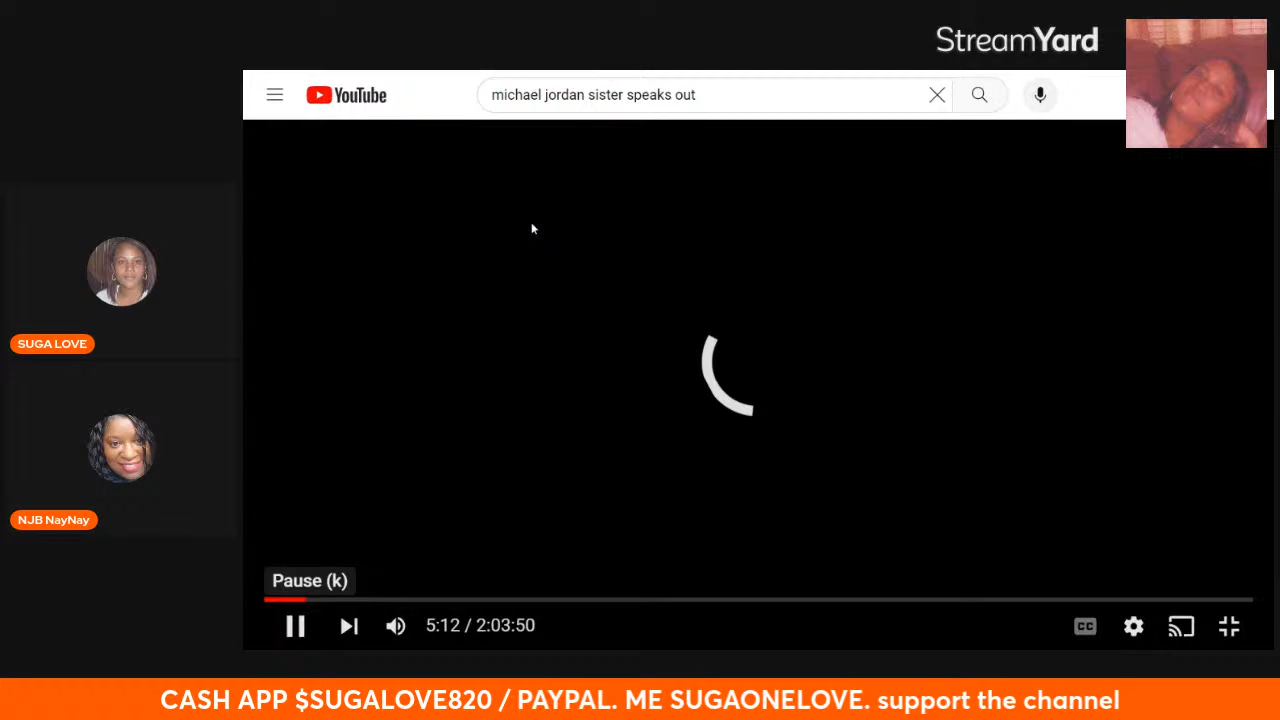 StreamYard
YouTube
michael jordan sister speaks out
SUGA LOVE
NJB NayNay
Pause (k)
5:12 / 2:03:50
CC
CASH APP $SUGALOVE820 / PAYPAL. ME SUGAONELOVE. support the channel